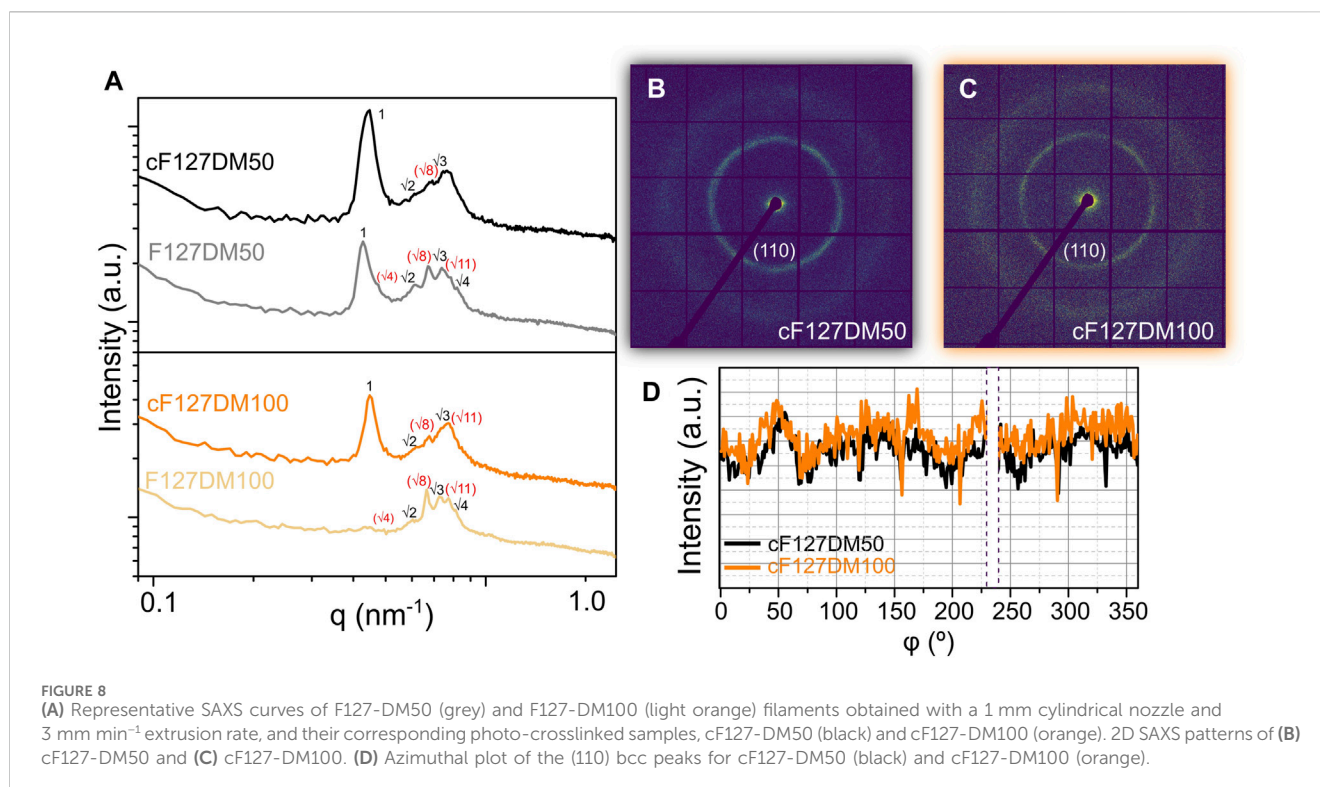 A
cF127DM50
1
√2
(√8)
√3
F127DM50
1
(√4)
√2
(√8)
√3
(√11)
√4
cF127DM100
1
√2
(√8)
√3
(√11)
F127DM100
(√4)
√2
(√8)
√3
(√11)
√4
Intensity (a.u.)
0.1 1.0
q (nm⁻¹)
B
(110)
cF127DM50
C
(110)
cF127DM100
D
Intensity (a.u.)
cF127DM50
cF127DM100
0 50 100 150 200 250 300 350
φ (º)
FIGURE 8
(A) Representative SAXS curves of F127-DM50 (grey) and F127-DM100 (light orange) filaments obtained with a 1 mm cylindrical nozzle and
3 mm min⁻¹ extrusion rate, and their corresponding photo-crosslinked samples, cF127-DM50 (black) and cF127-DM100 (orange). 2D SAXS patterns of (B)
cF127-DM50 and (C) cF127-DM100. (D) Azimuthal plot of the (110) bcc peaks for cF127-DM50 (black) and cF127-DM100 (orange).